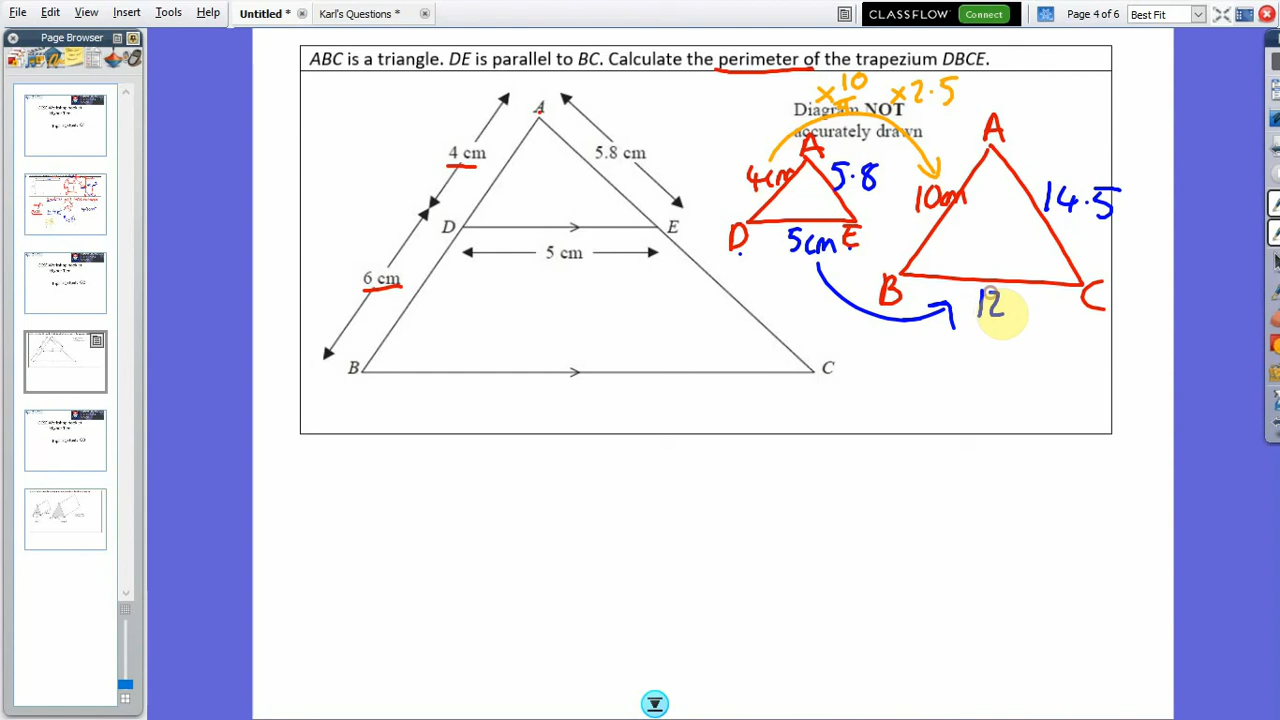 File Edit View Insert Tools Help
Untitled *
Karl's Questions *
CLASSFLOW Connect
Page 4 of 6
Best Fit
Page Browser
ABC is a triangle. DE is parallel to BC. Calculate the perimeter of the trapezium DBCE.
×10/4 ×2.5
Diagram NOT
accurately drawn
A
4 cm
5.8 cm
D
E
5 cm
6 cm
B
C
A
4cm
5.8
D
5cm
E
A
10cm
14.5
B
C
12